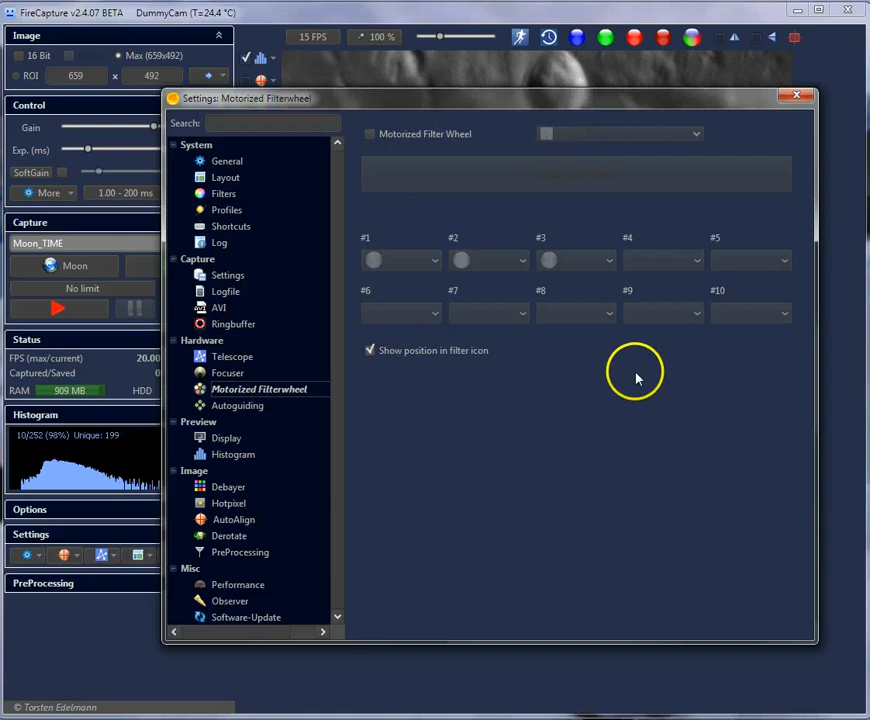 FireCapture v2.4.07 BETA DummyCam (T=24.4 °C)
Image
16 Bit
Max (659x492)
ROI
659
x
492
15 FPS
100 %
Control
Gain
Exp. (ms)
SoftGain
More
1.00 - 200 ms
Capture
Moon_TIME
Moon
No limit
Status
FPS (max/current)
20.00
Captured/Saved
0
RAM
909 MB
HDD
Histogram
10/252 (98%) Unique: 199
Options
Settings
PreProcessing
© Torsten Edelmann
Settings: Motorized Filterwheel
Search:
System
General
Layout
Filters
Profiles
Shortcuts
Log
Capture
Settings
Logfile
AVI
AVI
Ringbuffer
Hardware
Telescope
Focuser
Motorized Filterwheel
Autoguiding
Preview
Display
Histogram
Image
Debayer
Hotpixel
AutoAlign
Derotate
PreProcessing
Misc
Performance
Observer
Software-Update
Motorized Filter Wheel
#1
#2
#3
#4
#5
#6
#7
#8
#9
#10
Show position in filter icon